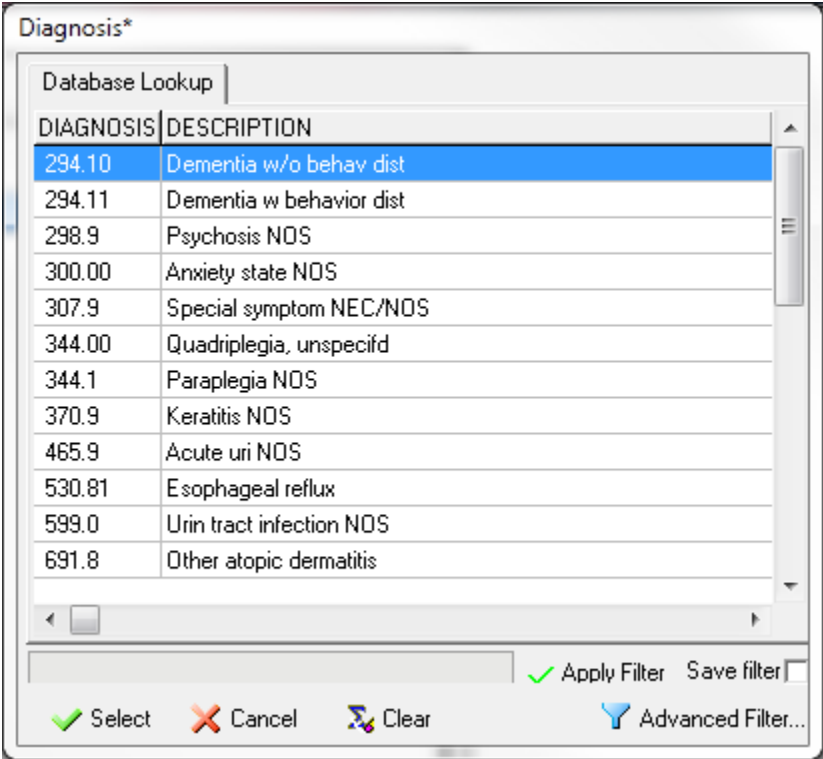 Diagnosis*
Database Lookup
DIAGNOSIS DESCRIPTION
294.10 Dementia w/o behav dist
294.11 Dementia w behavior dist
298.9 Psychosis NOS
300.00 Anxiety state NOS
307.9 Special symptom NEC/NOS
344.00 Quadriplegia, unspecifd
344.1 Paraplegia NOS
370.9 Keratitis NOS
465.9 Acute uri NOS
530.81 Esophageal reflux
599.0 Urin tract infection NOS
691.8 Other atopic dermatitis
Apply Filter Save filter
Select Cancel Clear Advanced Filter...